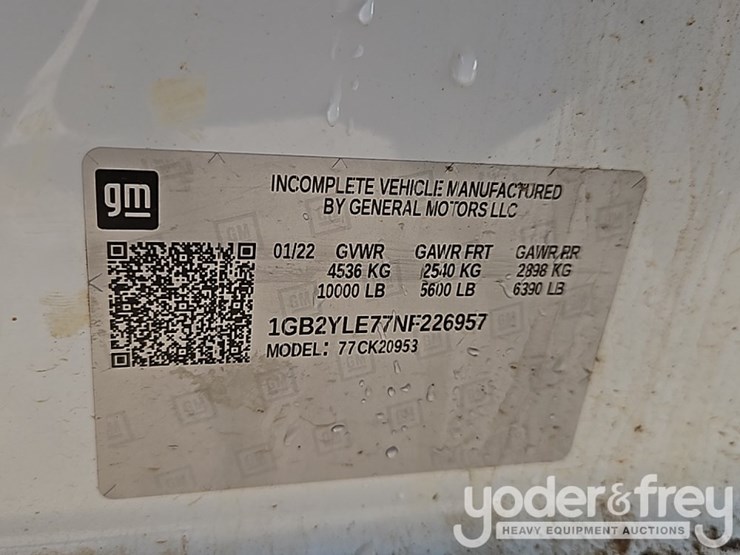 gm
INCOMPLETE VEHICLE MANUFACTURED
BY GENERAL MOTORS LLC
01/22 GVWR GAWR FRT GAWR RR
4536 KG 2540 KG 2898 KG
10000 LB 5600 LB 6390 LB
1GB2YLE77NF226957
MODEL: 77CK20953
yoder&frey
HEAVY EQUIPMENT AUCTIONS